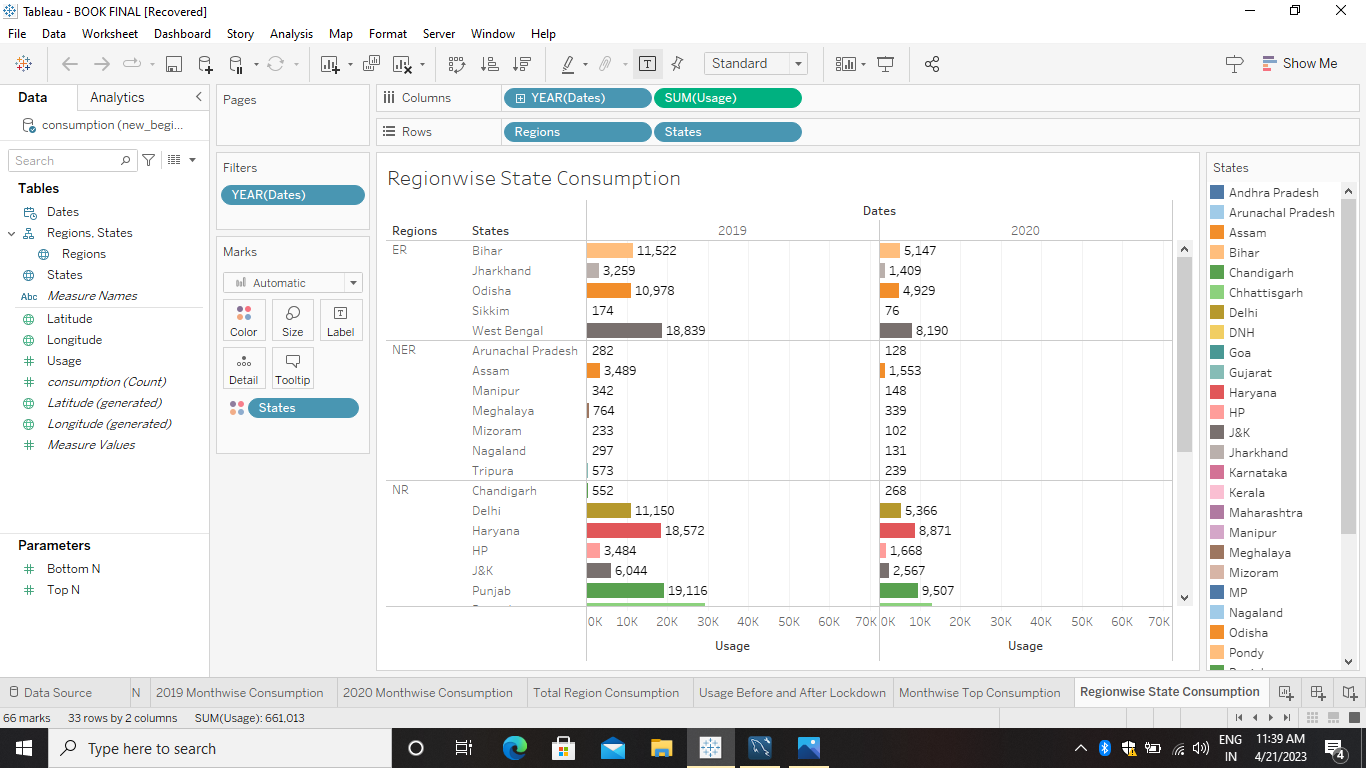 Tableau - BOOK FINAL [Recovered]
File Data Worksheet Dashboard Story Analysis Map Format Server Window Help
Standard
Show Me
Data Analytics
consumption (new_begi...
Search
Tables
Dates
Regions, States
Regions
States
Abc Measure Names
Latitude
Longitude
Usage
consumption (Count)
Latitude (generated)
Longitude (generated)
Measure Values
Parameters
Bottom N
Top N
Pages
Filters
YEAR(Dates)
Marks
Automatic
Color Size Label
Detail Tooltip
States
Columns YEAR(Dates) SUM(Usage)
Rows Regions States
Regionwise State Consumption
Dates
Regions States 2019 2020
ER Bihar 11,522 5,147
Jharkhand 3,259 1,409
Odisha 10,978 4,929
Sikkim 174 76
West Bengal 18,839 8,190
NER Arunachal Pradesh 282 128
Assam 3,489 1,553
Manipur 342 148
Meghalaya 764 339
Mizoram 233 102
Nagaland 297 131
Tripura 573 239
NR Chandigarh 552 268
Delhi 11,150 5,366
Haryana 18,572 8,871
HP 3,484 1,668
J&K 6,044 2,567
Punjab 19,116 9,507
0K 10K 20K 30K 40K 50K 60K 70K 0K 10K 20K 30K 40K 50K 60K 70K
Usage Usage
States
Andhra Pradesh
Arunachal Pradesh
Assam
Bihar
Chandigarh
Chhattisgarh
Delhi
DNH
Goa
Gujarat
Haryana
HP
J&K
Jharkhand
Karnataka
Kerala
Maharashtra
Manipur
Meghalaya
Mizoram
MP
Nagaland
Odisha
Pondy
Data Source N 2019 Monthwise Consumption 2020 Monthwise Consumption Total Region Consumption Usage Before and After Lockdown Monthwise Top Consumption Regionwise State Consumption
66 marks 33 rows by 2 columns SUM(Usage): 661,013
Type here to search
ENG
IN
11:39 AM
4/21/2023
4